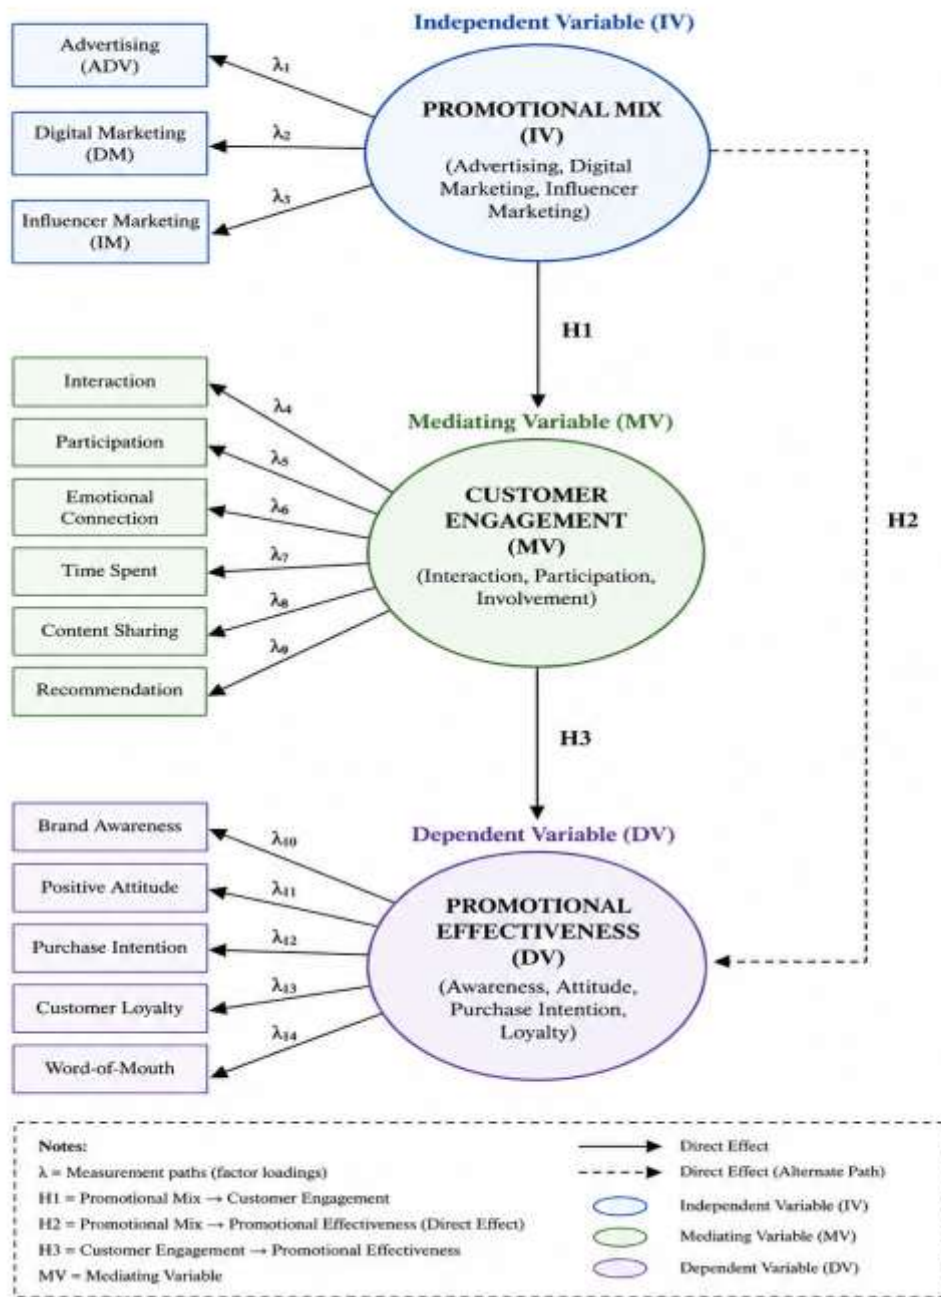 Independent Variable (IV)
Advertising
(ADV)
λ₁
Digital Marketing
(DM)
λ₂
Influencer Marketing
(IM)
λ₃
PROMOTIONAL MIX
(IV)
(Advertising, Digital
Marketing, Influencer
Marketing)
H1
H2
Mediating Variable (MV)
Interaction
λ₄
Participation
λ₅
Emotional
Connection
λ₆
Time Spent
λ₇
Content Sharing
λ₈
Recommendation
λ₉
CUSTOMER
ENGAGEMENT
(MV)
(Interaction, Participation,
Involvement)
H3
Dependent Variable (DV)
Brand Awareness
λ₁₀
Positive Attitude
λ₁₁
Purchase Intention
λ₁₂
Customer Loyalty
λ₁₃
Word-of-Mouth
λ₁₄
PROMOTIONAL
EFFECTIVENESS
(DV)
(Awareness, Attitude,
Purchase Intention,
Loyalty)
Notes:
λ = Measurement paths (factor loadings)
H1 = Promotional Mix → Customer Engagement
H2 = Promotional Mix → Promotional Effectiveness (Direct Effect)
H3 = Customer Engagement → Promotional Effectiveness
MV = Mediating Variable
Direct Effect
Direct Effect (Alternate Path)
Independent Variable (IV)
Mediating Variable (MV)
Dependent Variable (DV)